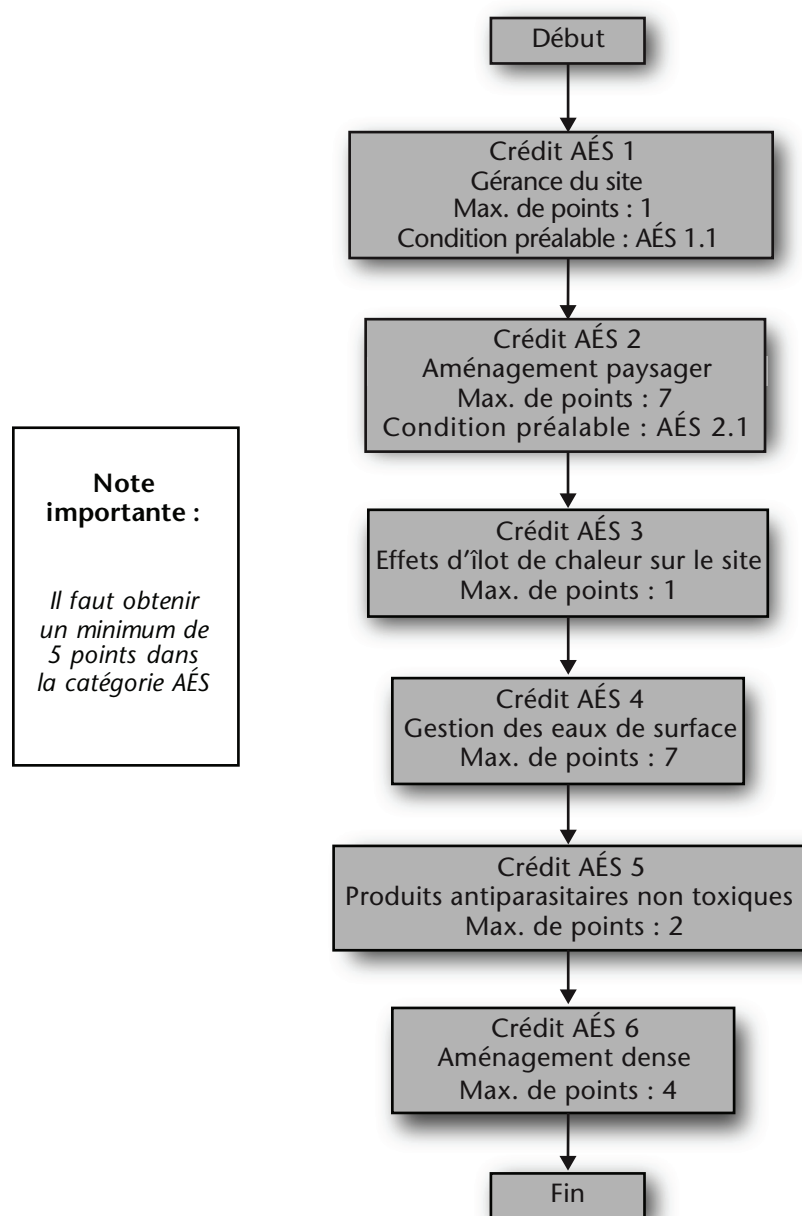 Début
Crédit AÉS 1
Gérance du site
Max. de points : 1
Condition préalable : AÉS 1.1
Crédit AÉS 2
Aménagement paysager
Max. de points : 7
Condition préalable : AÉS 2.1
Note
importante :
Il faut obtenir
un minimum de
5 points dans
la catégorie AÉS
Crédit AÉS 3
Effets d’îlot de chaleur sur le site
Max. de points : 1
Crédit AÉS 4
Gestion des eaux de surface
Max. de points : 7
Crédit AÉS 5
Produits antiparasitaires non toxiques
Max. de points : 2
Crédit AÉS 6
Aménagement dense
Max. de points : 4
Fin